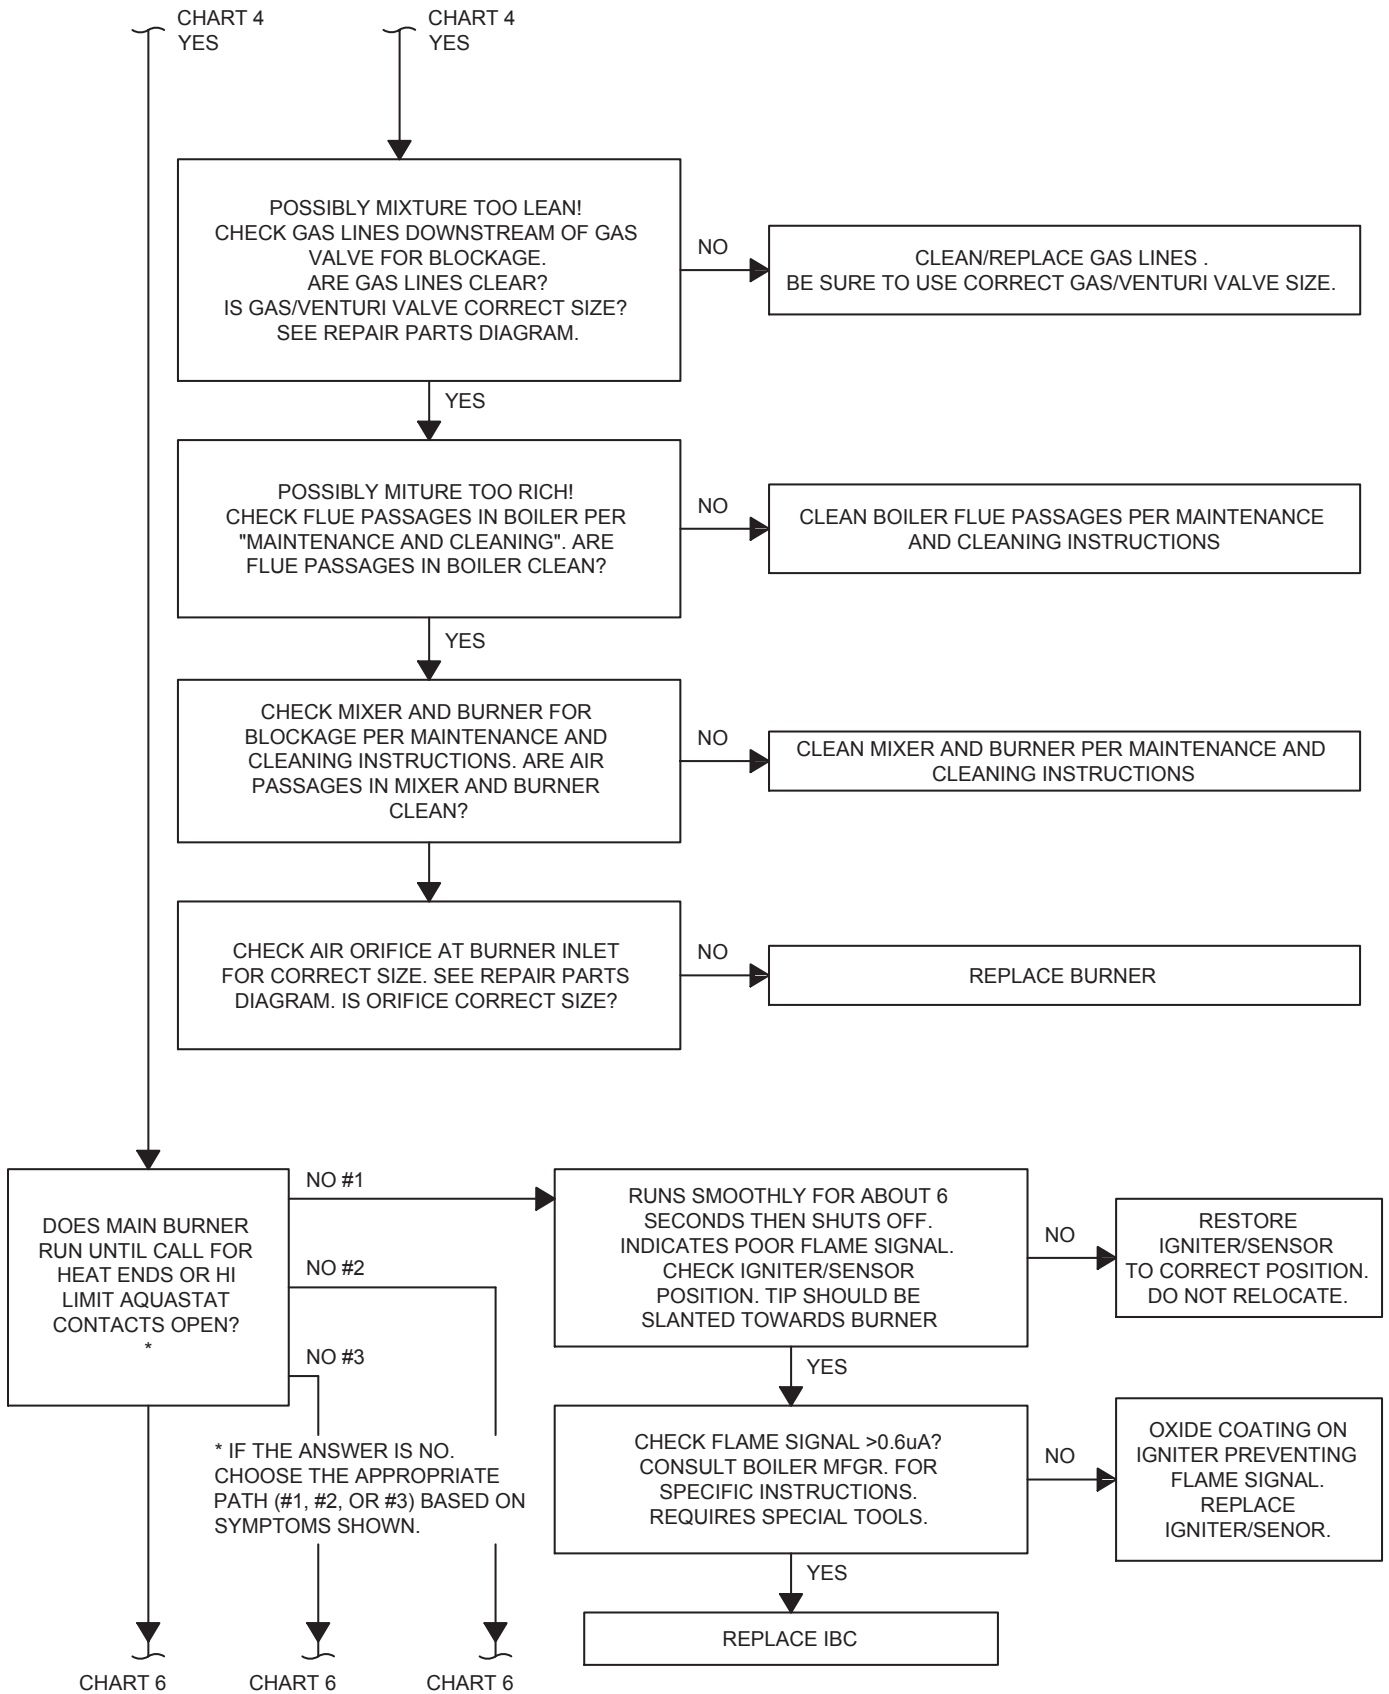 CHART 4
YES
CHART 4
YES
POSSIBLY MIXTURE TOO LEAN!
CHECK GAS LINES DOWNSTREAM OF GAS
VALVE FOR BLOCKAGE.
ARE GAS LINES CLEAR?
IS GAS/VENTURI VALVE CORRECT SIZE?
SEE REPAIR PARTS DIAGRAM.
NO
CLEAN/REPLACE GAS LINES .
BE SURE TO USE CORRECT GAS/VENTURI VALVE SIZE.
YES
POSSIBLY MITURE TOO RICH!
CHECK FLUE PASSAGES IN BOILER PER
"MAINTENANCE AND CLEANING". ARE
FLUE PASSAGES IN BOILER CLEAN?
NO
CLEAN BOILER FLUE PASSAGES PER MAINTENANCE
AND CLEANING INSTRUCTIONS
YES
CHECK MIXER AND BURNER FOR
BLOCKAGE PER MAINTENANCE AND
CLEANING INSTRUCTIONS. ARE AIR
PASSAGES IN MIXER AND BURNER
CLEAN?
NO
CLEAN MIXER AND BURNER PER MAINTENANCE AND
CLEANING INSTRUCTIONS
CHECK AIR ORIFICE AT BURNER INLET
FOR CORRECT SIZE. SEE REPAIR PARTS
DIAGRAM. IS ORIFICE CORRECT SIZE?
NO
REPLACE BURNER
DOES MAIN BURNER
RUN UNTIL CALL FOR
HEAT ENDS OR HI
LIMIT AQUASTAT
CONTACTS OPEN?
*
NO #1
NO #2
NO #3
RUNS SMOOTHLY FOR ABOUT 6
SECONDS THEN SHUTS OFF.
INDICATES POOR FLAME SIGNAL.
CHECK IGNITER/SENSOR
POSITION. TIP SHOULD BE
SLANTED TOWARDS BURNER
NO
RESTORE
IGNITER/SENSOR
TO CORRECT POSITION.
DO NOT RELOCATE.
YES
* IF THE ANSWER IS NO.
CHOOSE THE APPROPRIATE
PATH (#1, #2, OR #3) BASED ON
SYMPTOMS SHOWN.
CHECK FLAME SIGNAL >0.6uA?
CONSULT BOILER MFGR. FOR
SPECIFIC INSTRUCTIONS.
REQUIRES SPECIAL TOOLS.
NO
OXIDE COATING ON
IGNITER PREVENTING
FLAME SIGNAL.
REPLACE
IGNITER/SENOR.
YES
REPLACE IBC
CHART 6
CHART 6
CHART 6